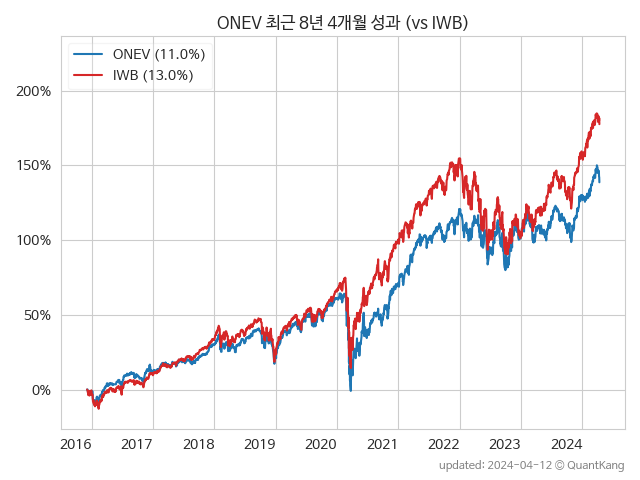 ONEV 최근 8년 4개월 성과 (vs IWB)
ONEV (11.0%)
IWB (13.0%)
200%
150%
100%
50%
0%
2016 2017 2018 2019 2020 2021 2022 2023 2024
updated: 2024-04-12 © QuantKang